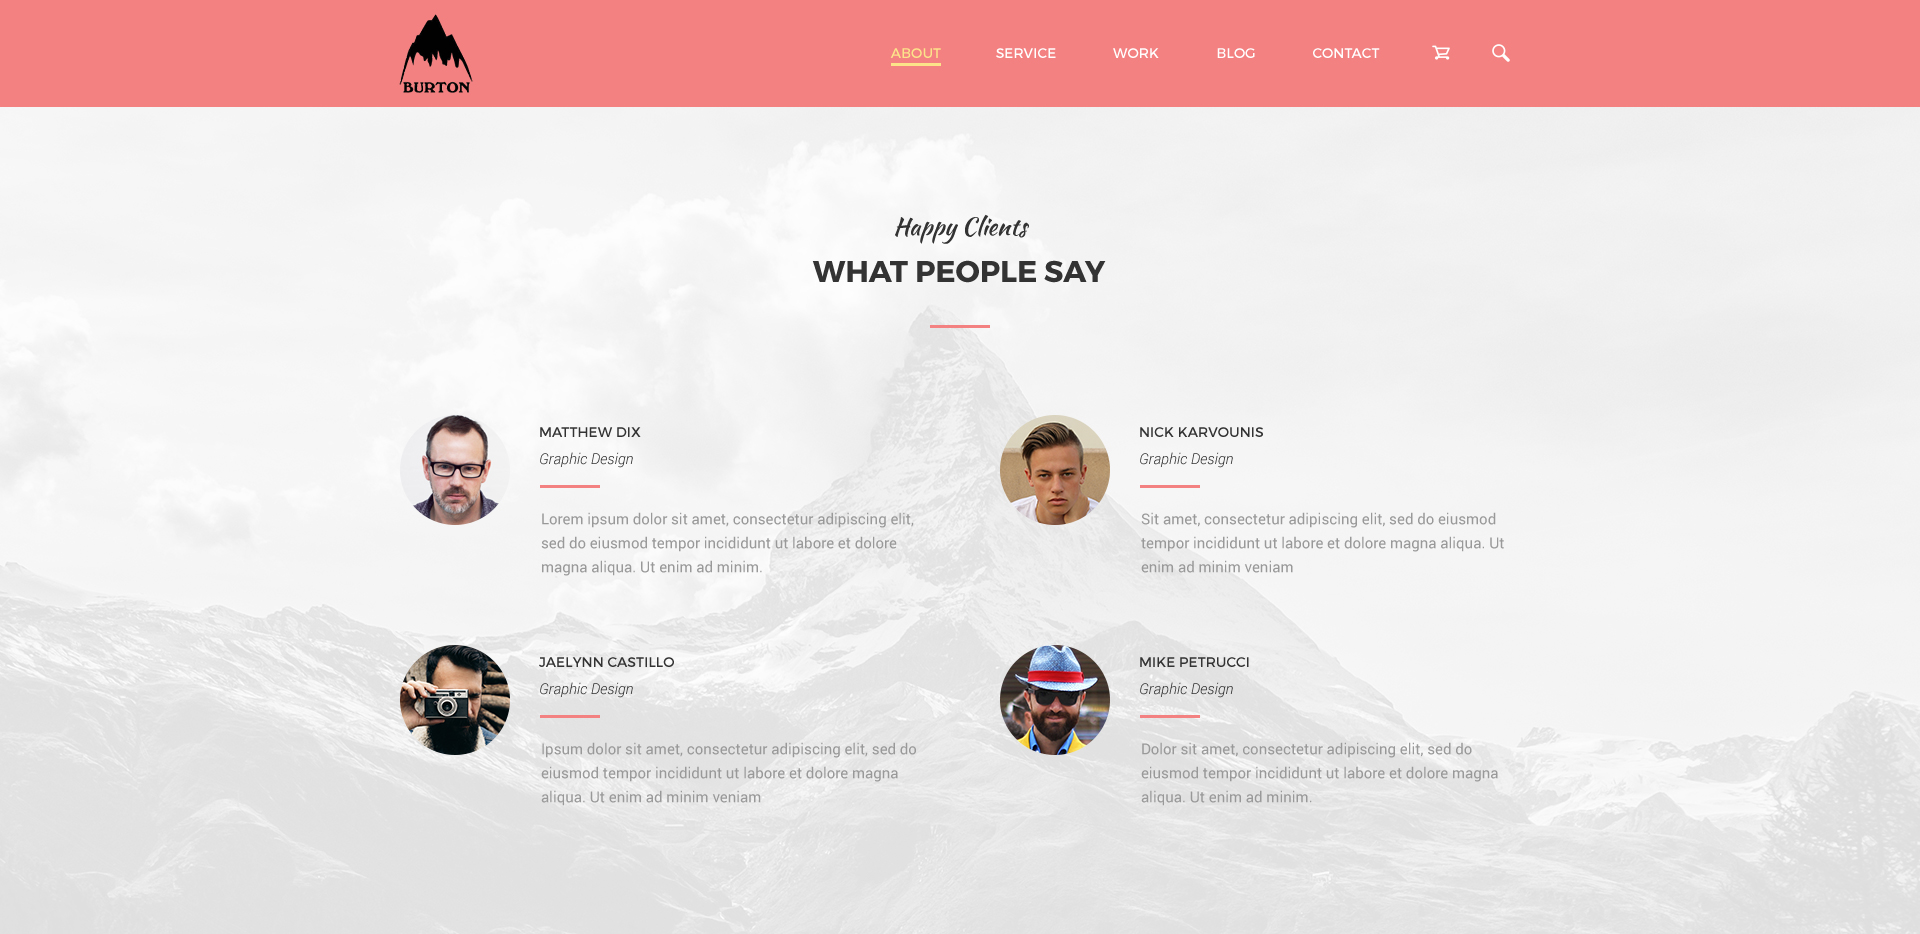 BURTON
ABOUT
SERVICE
WORK
BLOG
CONTACT
Happy Clients
WHAT PEOPLE SAY
MATTHEW DIX
Graphic Design
Lorem ipsum dolor sit amet, consectetur adipiscing elit,
sed do eiusmod tempor incididunt ut labore et dolore
magna aliqua. Ut enim ad minim.
NICK KARVOUNIS
Graphic Design
Sit amet, consectetur adipiscing elit, sed do eiusmod
tempor incididunt ut labore et dolore magna aliqua. Ut
enim ad minim veniam
JAELYNN CASTILLO
Graphic Design
Ipsum dolor sit amet, consectetur adipiscing elit, sed do
eiusmod tempor incididunt ut labore et dolore magna
aliqua. Ut enim ad minim veniam
MIKE PETRUCCI
Graphic Design
Dolor sit amet, consectetur adipiscing elit, sed do
eiusmod tempor incididunt ut labore et dolore magna
aliqua. Ut enim ad minim.